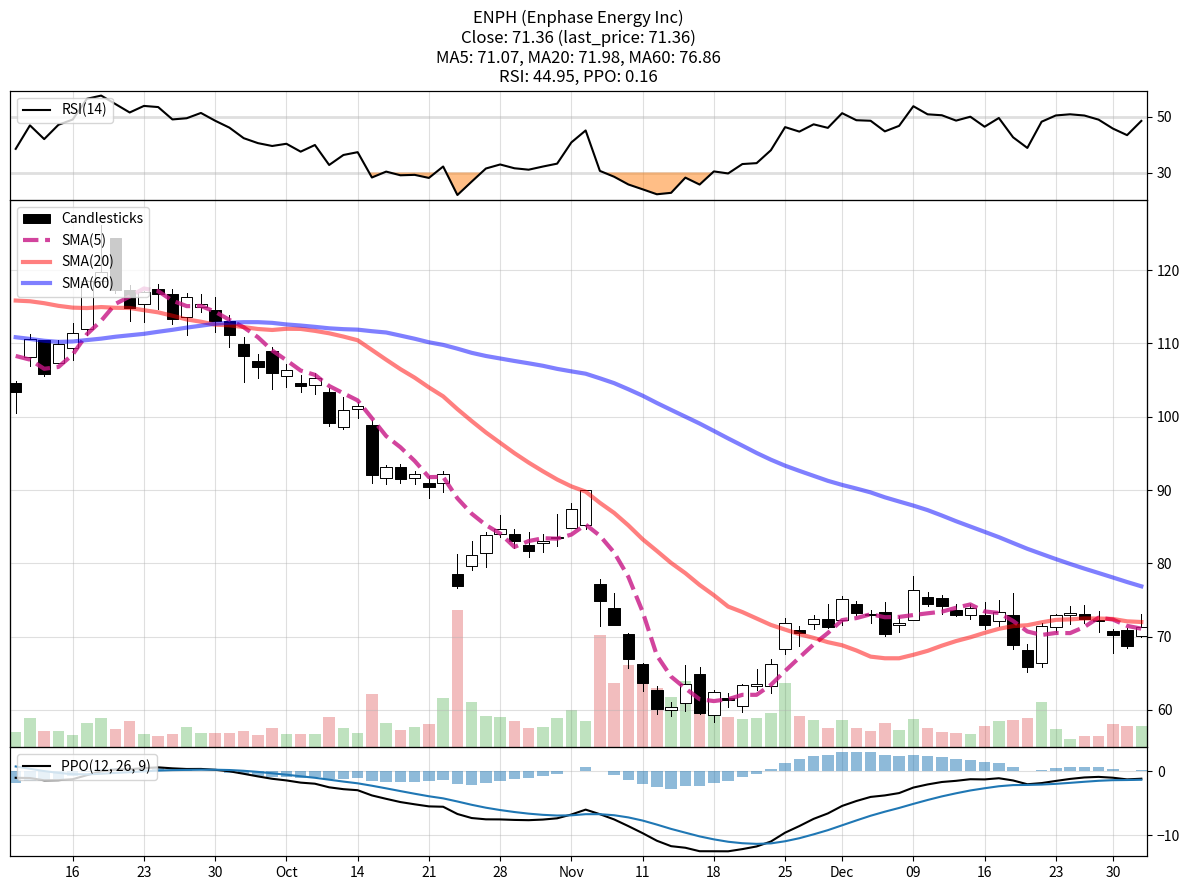 ENPH (Enphase Energy Inc)
Close: 71.36 (last_price: 71.36)
MA5: 71.07, MA20: 71.98, MA60: 76.86
RSI: 44.95, PPO: 0.16
RSI(14)
50
30
Candlesticks
SMA(5)
SMA(20)
SMA(60)
120
110
100
90
80
70
60
PPO(12, 26, 9)
0
−10
16 23 30 Oct 14 21 28 Nov 11 18 25 Dec 09 16 23 30